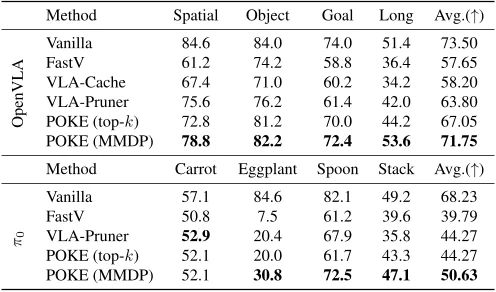 Method Spatial Object Goal Long Avg.(↑)
OpenVLA
Vanilla 84.6 84.0 74.0 51.4 73.50
FastV 61.2 74.2 58.8 36.4 57.65
VLA-Cache 67.4 71.0 60.2 34.2 58.20
VLA-Pruner 75.6 76.2 61.4 42.0 63.80
POKE (top-k) 72.8 81.2 70.0 44.2 67.05
POKE (MMDP) 78.8 82.2 72.4 53.6 71.75
Method Carrot Eggplant Spoon Stack Avg.(↑)
π0
Vanilla 57.1 84.6 82.1 49.2 68.23
FastV 50.8 7.5 61.2 39.6 39.79
VLA-Pruner 52.9 20.4 67.9 35.8 44.27
POKE (top-k) 52.1 20.0 61.7 43.3 44.27
POKE (MMDP) 52.1 30.8 72.5 47.1 50.63